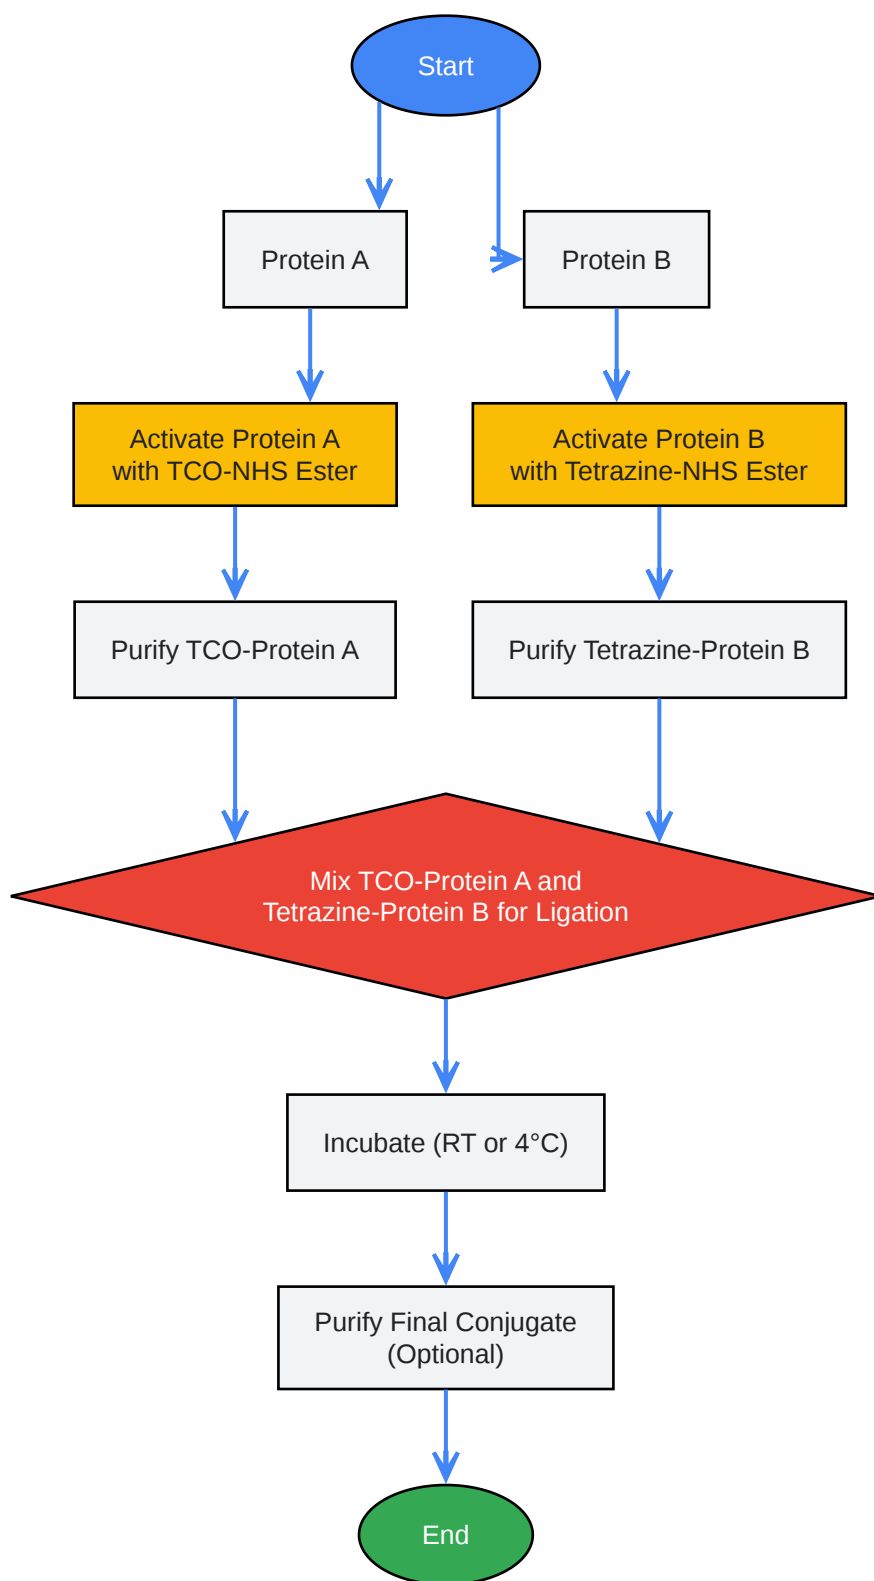 Start
Protein A
Protein B
Activate Protein A
with TCO-NHS Ester
Activate Protein B
with Tetrazine-NHS Ester
Purify TCO-Protein A
Purify Tetrazine-Protein B
Mix TCO-Protein A and
Tetrazine-Protein B for Ligation
Incubate (RT or 4°C)
Purify Final Conjugate
(Optional)
End